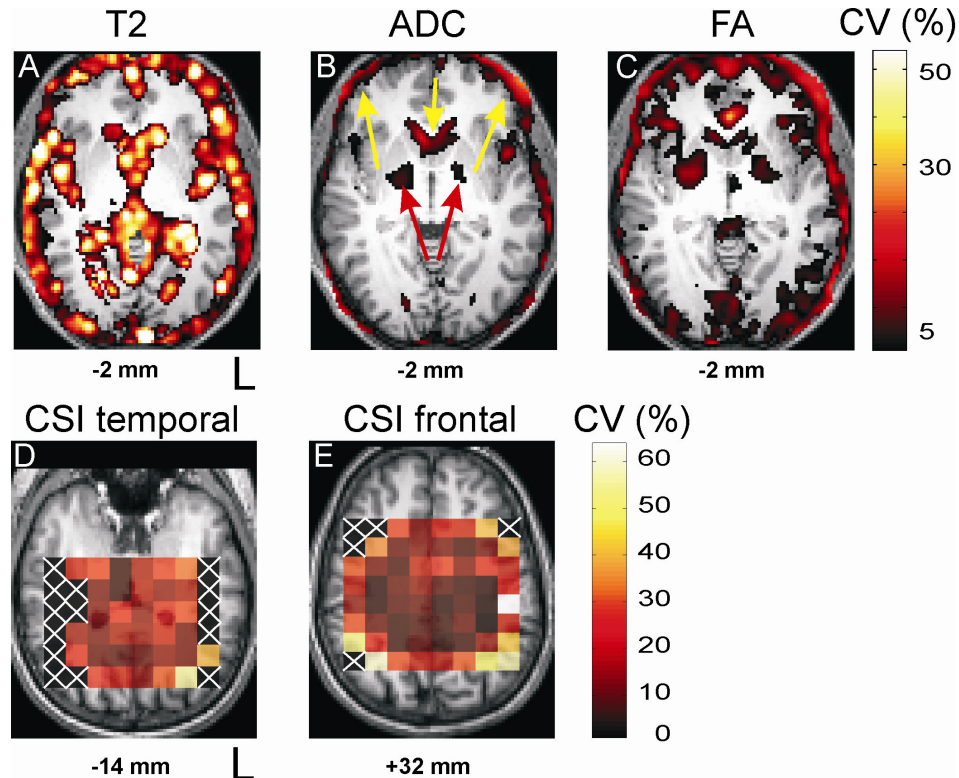 T2 ADC FA CV (%)
A B C
50
30
5
-2 mm -2 mm -2 mm
L
CSI temporal CSI frontal CV (%)
D E
60
50
40
30
20
10
0
-14 mm L +32 mm